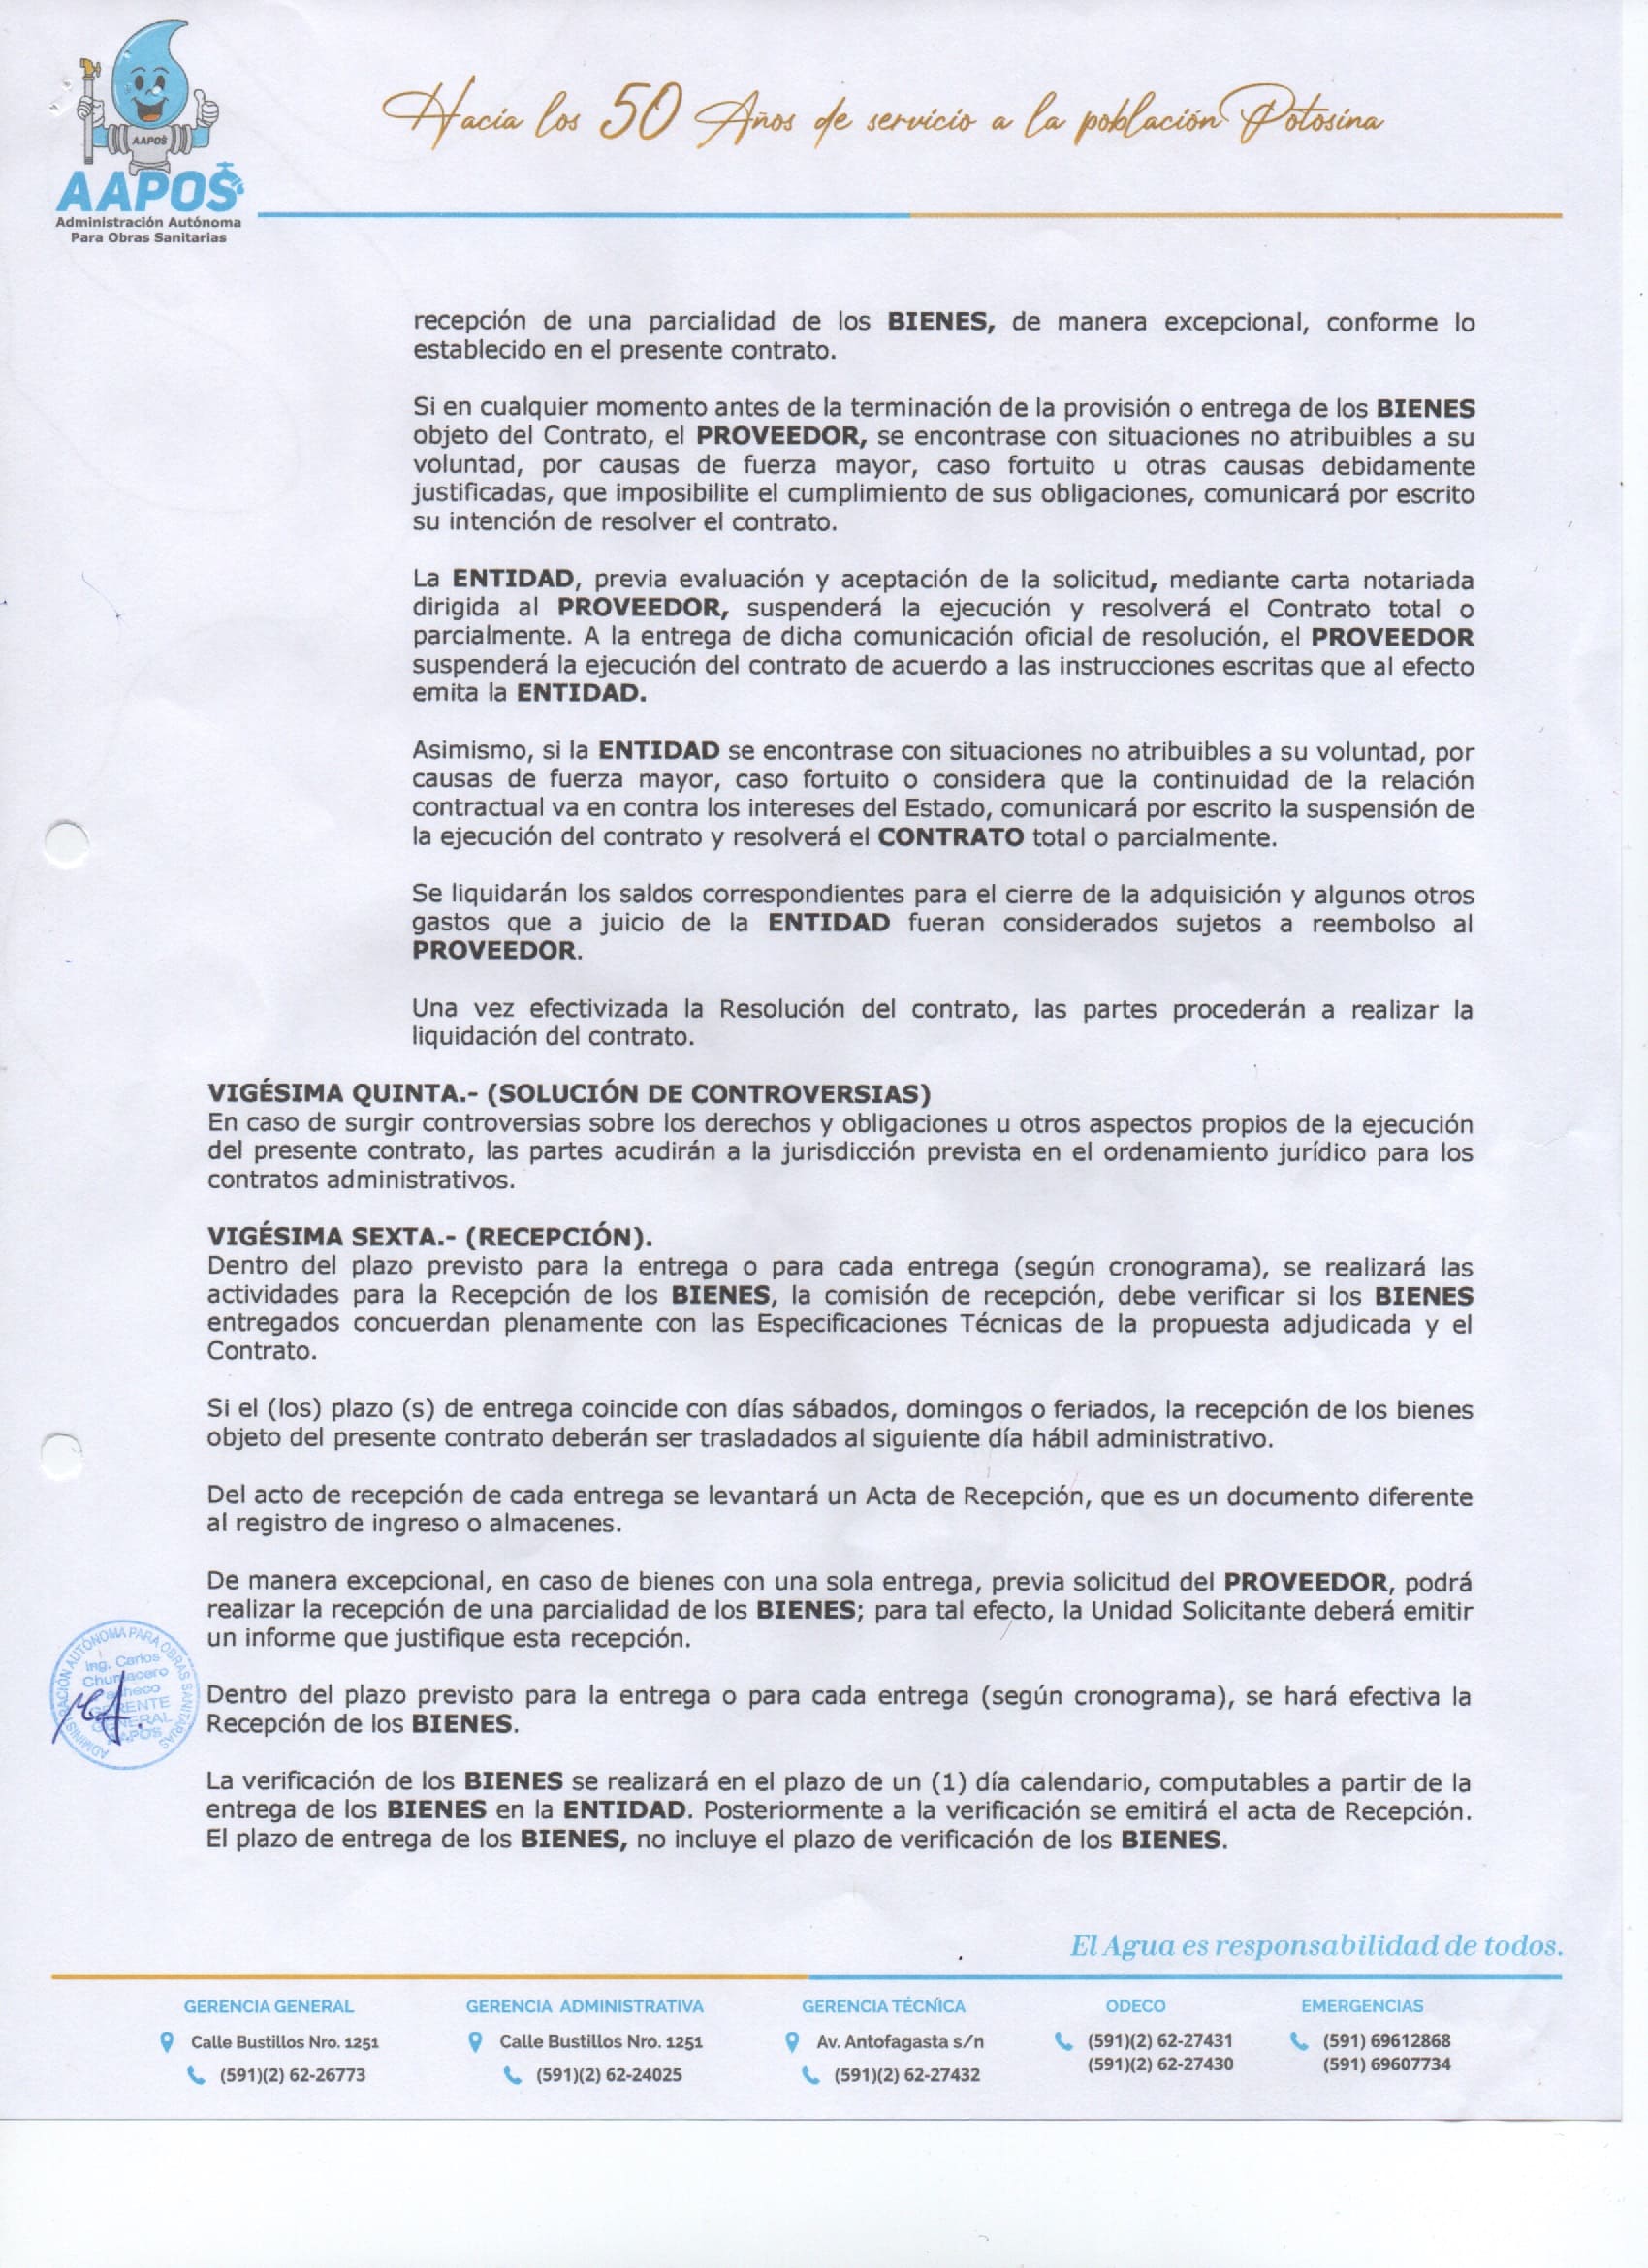 AAPOS
AAPOS
Administración Autónoma
Para Obras Sanitarias
Hacia los 50 Años de servicio a la población Potosina
recepción de una parcialidad de los BIENES, de manera excepcional, conforme lo
establecido en el presente contrato.
Si en cualquier momento antes de la terminación de la provisión o entrega de los BIENES
objeto del Contrato, el PROVEEDOR, se encontrase con situaciones no atribuibles a su
voluntad, por causas de fuerza mayor, caso fortuito u otras causas debidamente
justificadas, que imposibilite el cumplimiento de sus obligaciones, comunicará por escrito
su intención de resolver el contrato.
La ENTIDAD, previa evaluación y aceptación de la solicitud, mediante carta notariada
dirigida al PROVEEDOR, suspenderá la ejecución y resolverá el Contrato total o
parcialmente. A la entrega de dicha comunicación oficial de resolución, el PROVEEDOR
suspenderá la ejecución del contrato de acuerdo a las instrucciones escritas que al efecto
emita la ENTIDAD.
Asimismo, si la ENTIDAD se encontrase con situaciones no atribuibles a su voluntad, por
causas de fuerza mayor, caso fortuito o considera que la continuidad de la relación
contractual va en contra los intereses del Estado, comunicará por escrito la suspensión de
la ejecución del contrato y resolverá el CONTRATO total o parcialmente.
Se liquidarán los saldos correspondientes para el cierre de la adquisición y algunos otros
gastos que a juicio de la ENTIDAD fueran considerados sujetos a reembolso al
PROVEEDOR.
Una vez efectivizada la Resolución del contrato, las partes procederán a realizar la
liquidación del contrato.
VIGÉSIMA QUINTA.- (SOLUCIÓN DE CONTROVERSIAS)
En caso de surgir controversias sobre los derechos y obligaciones u otros aspectos propios de la ejecución
del presente contrato, las partes acudirán a la jurisdicción prevista en el ordenamiento jurídico para los
contratos administrativos.
VIGÉSIMA SEXTA.- (RECEPCIÓN).
Dentro del plazo previsto para la entrega o para cada entrega (según cronograma), se realizará las
actividades para la Recepción de los BIENES, la comisión de recepción, debe verificar si los BIENES
entregados concuerdan plenamente con las Especificaciones Técnicas de la propuesta adjudicada y el
Contrato.
Si el (los) plazo (s) de entrega coincide con días sábados, domingos o feriados, la recepción de los bienes
objeto del presente contrato deberán ser trasladados al siguiente día hábil administrativo.
Del acto de recepción de cada entrega se levantará un Acta de Recepción, que es un documento diferente
al registro de ingreso o almacenes.
De manera excepcional, en caso de bienes con una sola entrega, previa solicitud del PROVEEDOR, podrá
realizar la recepción de una parcialidad de los BIENES; para tal efecto, la Unidad Solicitante deberá emitir
un informe que justifique esta recepción.
ADMINISTRACIÓN AUTÓNOMA PARA OBRAS SANITARIAS
Ing. Carlos
GENERAL
Dentro del plazo previsto para la entrega o para cada entrega (según cronograma), se hará efectiva la
Recepción de los BIENES.
La verificación de los BIENES se realizará en el plazo de un (1) día calendario, computables a partir de la
entrega de los BIENES en la ENTIDAD. Posteriormente a la verificación se emitirá el acta de Recepción.
El plazo de entrega de los BIENES, no incluye el plazo de verificación de los BIENES.
El Agua es responsabilidad de todos.
GERENCIA GENERAL
Calle Bustillos Nro. 1251
(591)(2) 62-26773
GERENCIA ADMINISTRATIVA
Calle Bustillos Nro. 1251
(591)(2) 62-24025
GERENCIA TÉCNICA
Av. Antofagasta s/n
(591)(2) 62-27432
ODECO
(591)(2) 62-27431
(591)(2) 62-27430
EMERGENCIAS
(591) 69612868
(591) 69607734